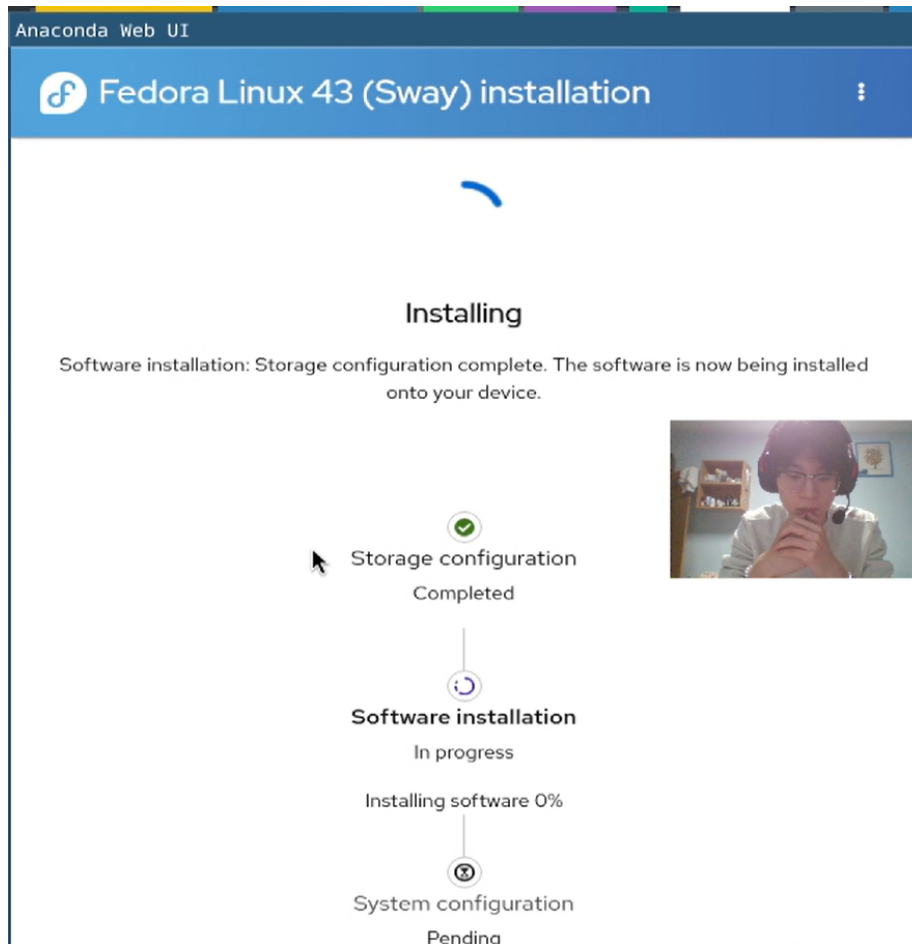 Anaconda Web UI
Fedora Linux 43 (Sway) installation
Installing
Software installation: Storage configuration complete. The software is now being installed
onto your device.
Storage configuration
Completed
Software installation
In progress
Installing software 0%
System configuration
Pending